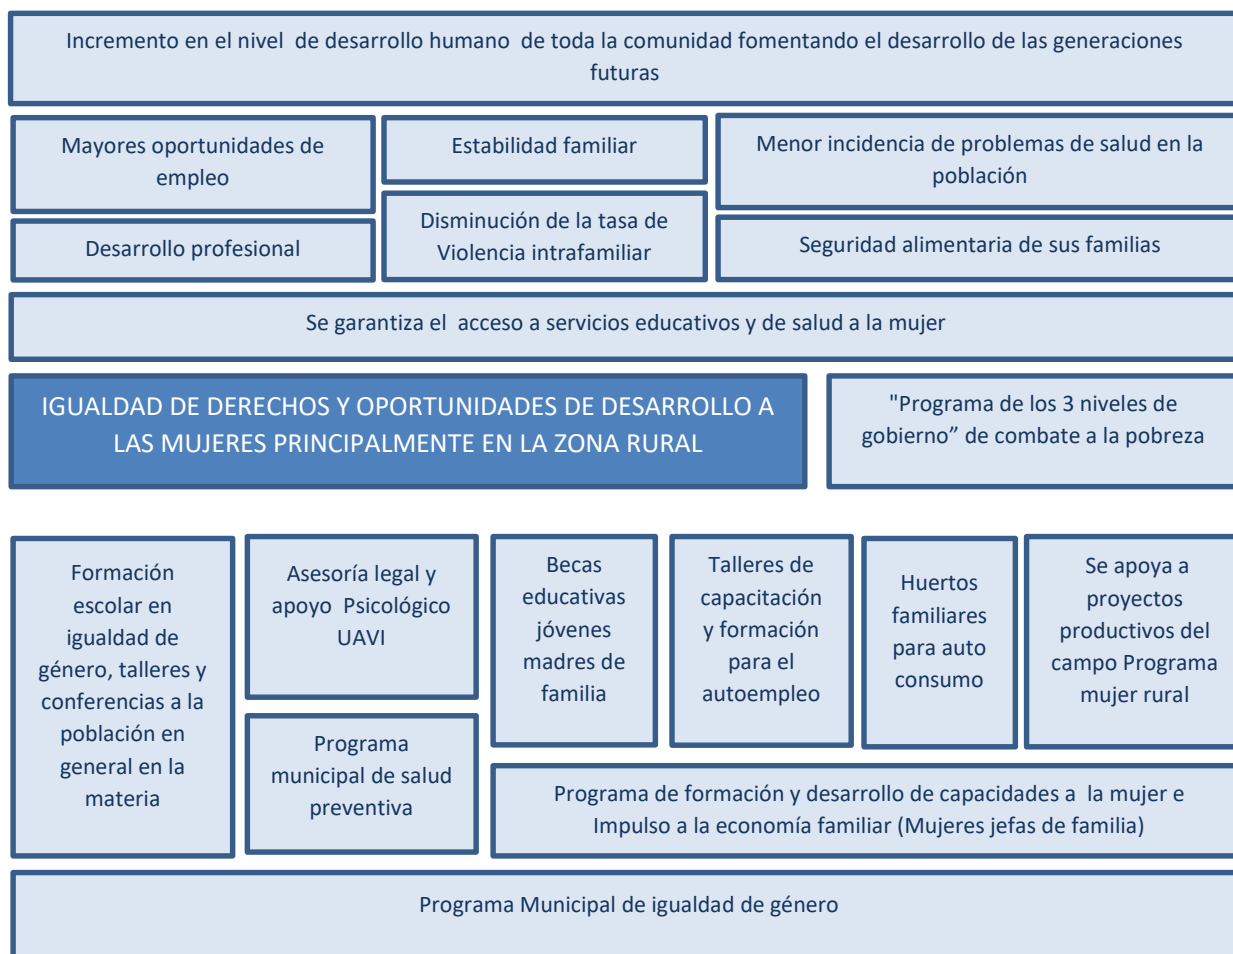 Incremento en el nivel de desarrollo humano de toda la comunidad fomentando el desarrollo de las generaciones
futuras
Mayores oportunidades de
empleo
Estabilidad familiar
Menor incidencia de problemas de salud en la
población
Desarrollo profesional
Disminución de la tasa de
Violencia intrafamiliar
Seguridad alimentaria de sus familias
Se garantiza el acceso a servicios educativos y de salud a la mujer
IGUALDAD DE DERECHOS Y OPORTUNIDADES DE DESARROLLO A
LAS MUJERES PRINCIPALMENTE EN LA ZONA RURAL
"Programa de los 3 niveles de
gobierno” de combate a la pobreza
Formación
escolar en
igualdad de
género, talleres y
conferencias a la
población en
general en la
materia
Asesoría legal y
apoyo Psicológico
UAVI
Programa
municipal de salud
preventiva
Becas
educativas
jóvenes
madres de
familia
Talleres de
capacitación
y formación
para el
autoempleo
Huertos
familiares
para auto
consumo
Se apoya a
proyectos
productivos del
campo Programa
mujer rural
Programa de formación y desarrollo de capacidades a la mujer e
Impulso a la economía familiar (Mujeres jefas de familia)
Programa Municipal de igualdad de género